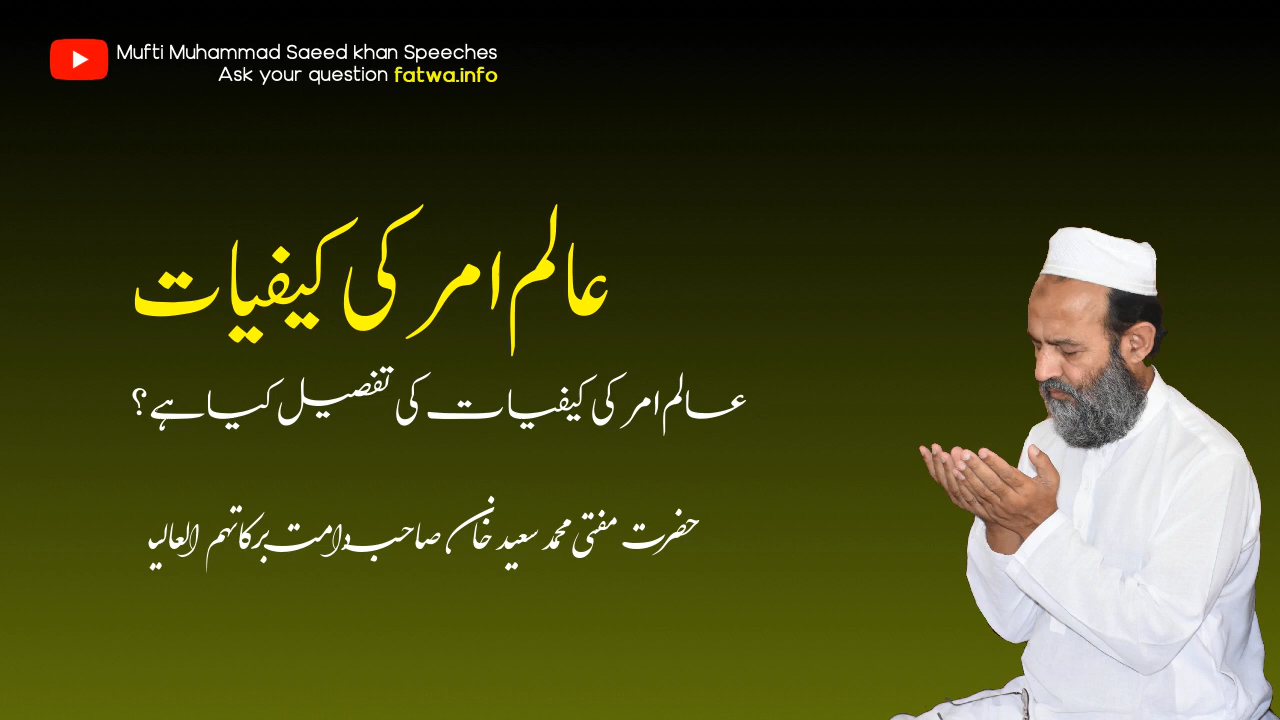 Mufti Muhammad Saeed khan Speeches
Ask your question fatwa.info
عالم امر کی کیفیات
عالم امر کی کیفیات کی تفصیل کیا ہے؟
حضرت مفتی محمد سعید خان صاحب دامت برکاتہم العالیہ